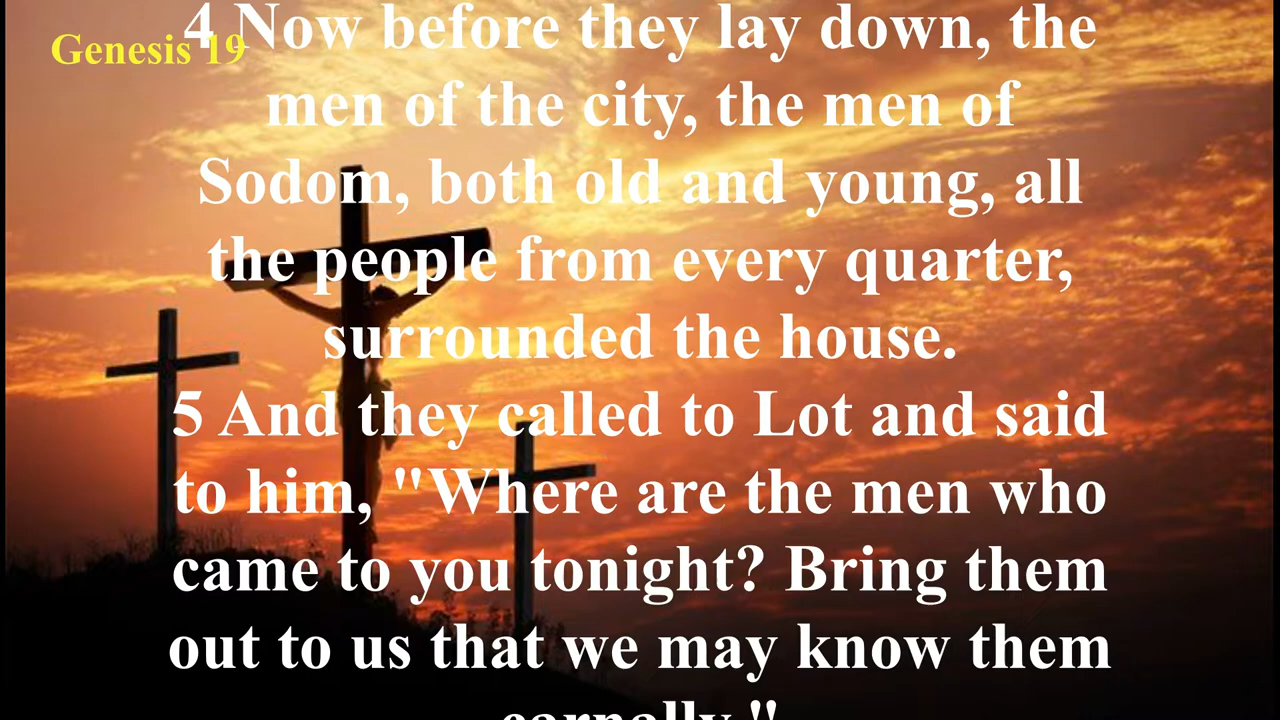 Genesis 19
4 Now before they lay down, the
men of the city, the men of
Sodom, both old and young, all
the people from every quarter,
surrounded the house.
5 And they called to Lot and said
to him, "Where are the men who
came to you tonight? Bring them
out to us that we may know them
carnally."